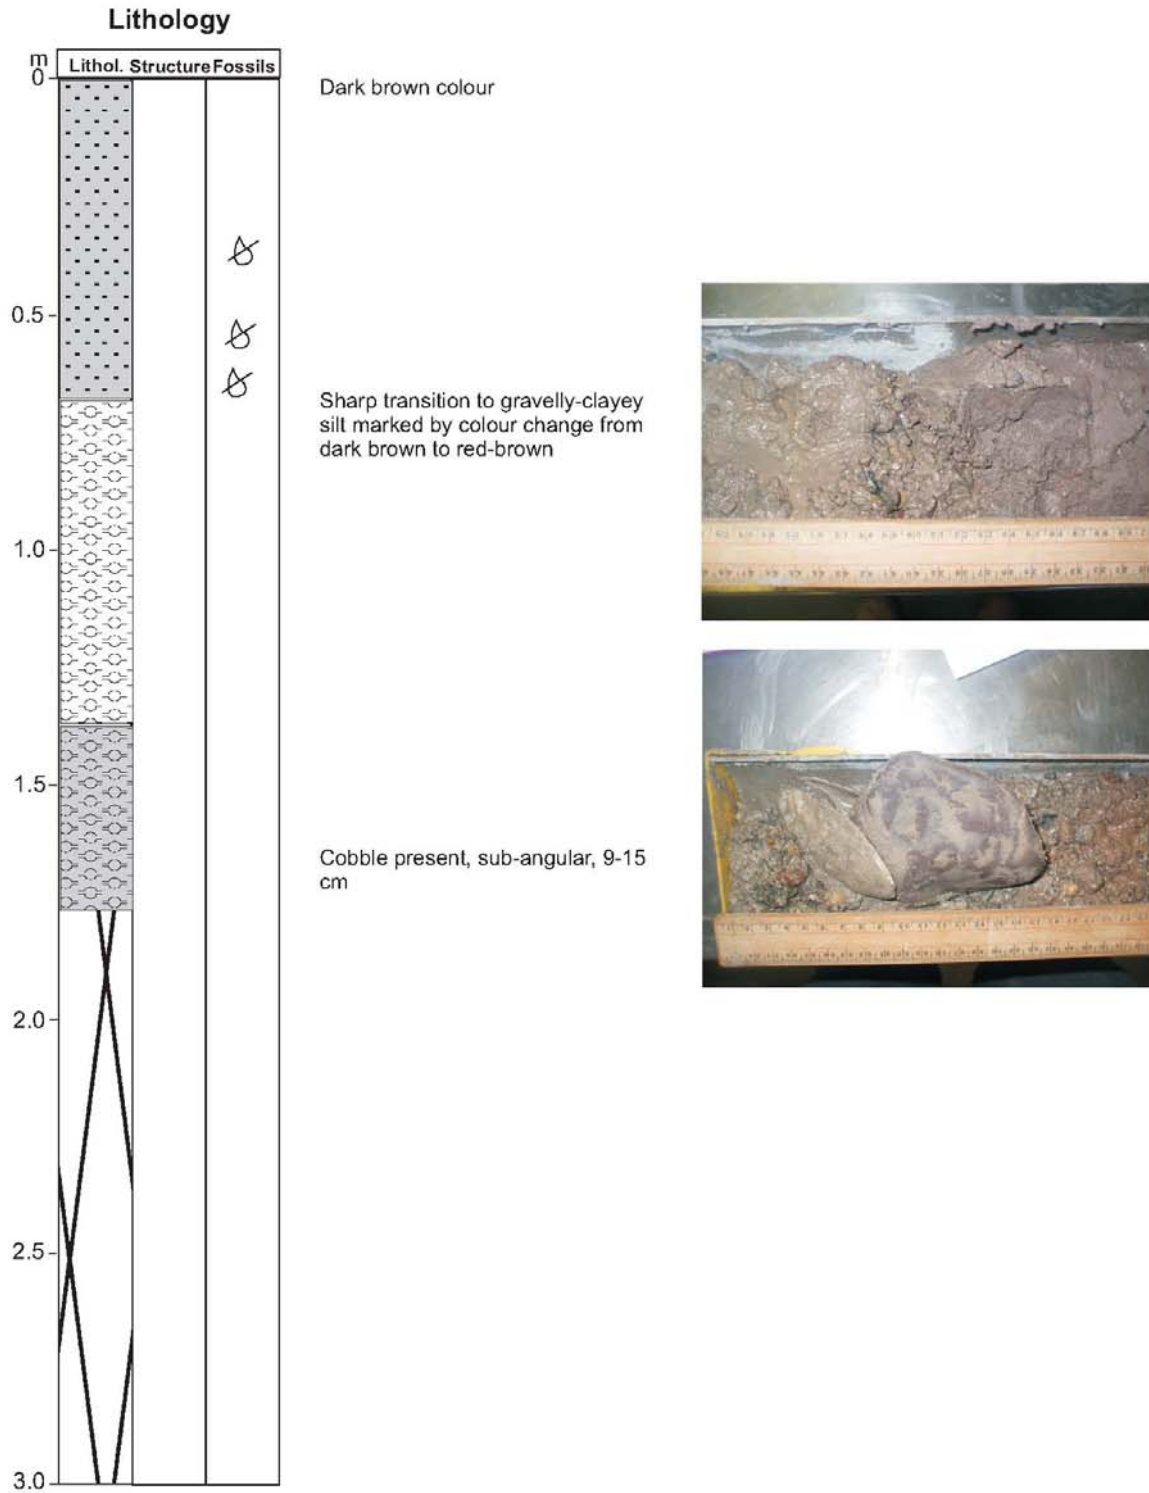 Lithology
m
Lithol. Structure Fossils
0
Dark brown colour
0.5
Sharp transition to gravelly-clayey
silt marked by colour change from
dark brown to red-brown
1.0
1.5
Cobble present, sub-angular, 9-15
cm
2.0
2.5
3.0